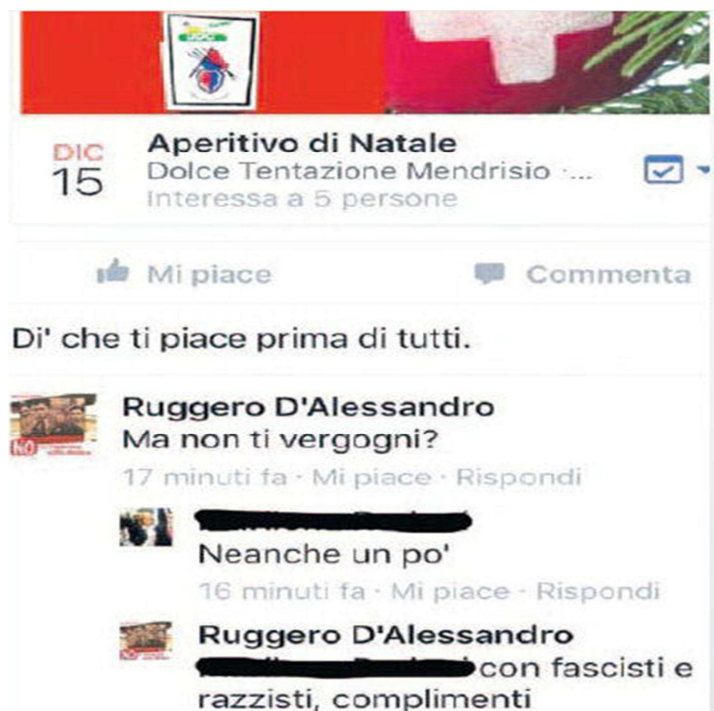 DIC
15
Aperitivo di Natale
Dolce Tentazione Mendrisio ·...
Interessa a 5 persone
Mi piace
Commenta
Di' che ti piace prima di tutti.
NO
Ruggero D'Alessandro
Ma non ti vergogni?
17 minuti fa · Mi piace · Rispondi
Neanche un po'
16 minuti fa · Mi piace · Rispondi
Ruggero D'Alessandro
con fascisti e
razzisti, complimenti